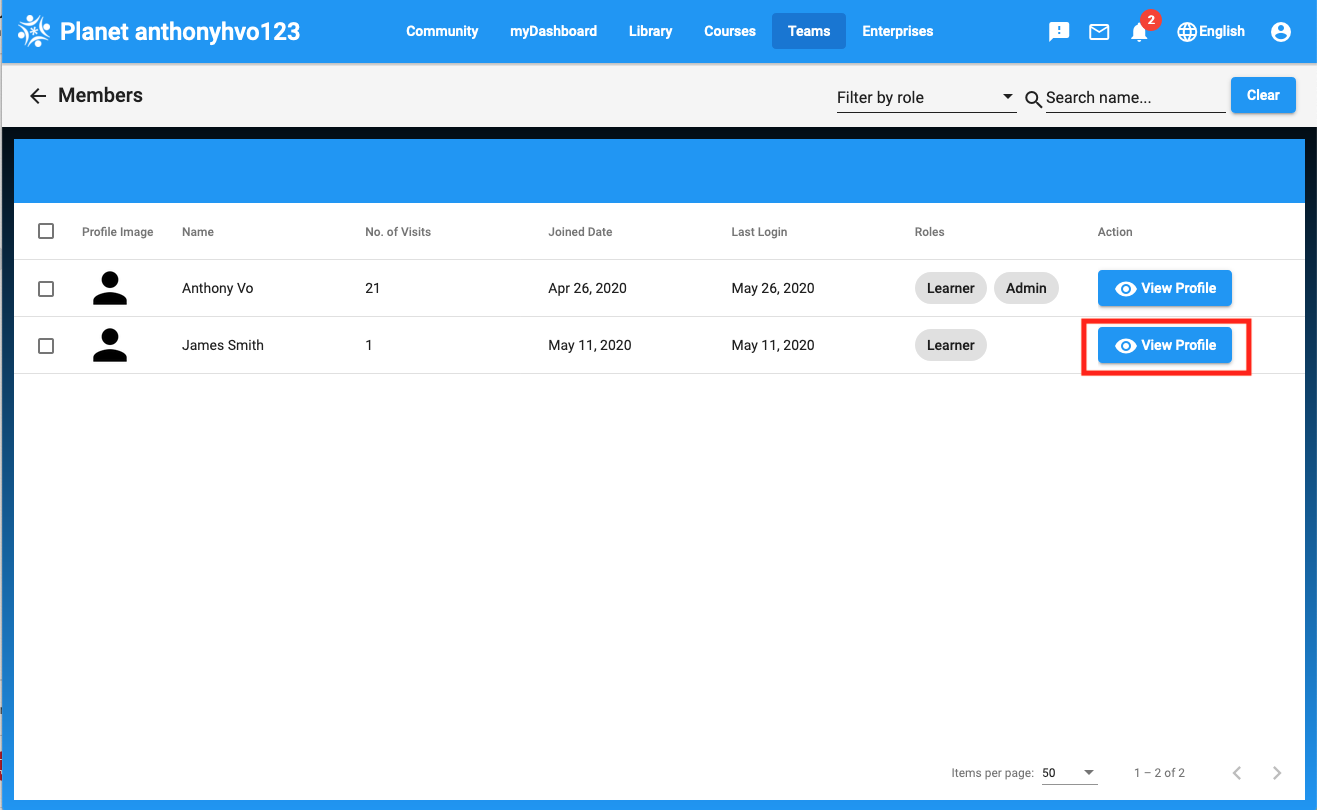 Planet anthonyhvo123 Community myDashboard Library Courses Teams Enterprises 2 English
Members Filter by role Search name... Clear
Profile Image Name No. of Visits Joined Date Last Login Roles Action
Anthony Vo 21 Apr 26, 2020 May 26, 2020 Learner Admin View Profile
James Smith 1 May 11, 2020 May 11, 2020 Learner View Profile
Items per page: 50 1 – 2 of 2